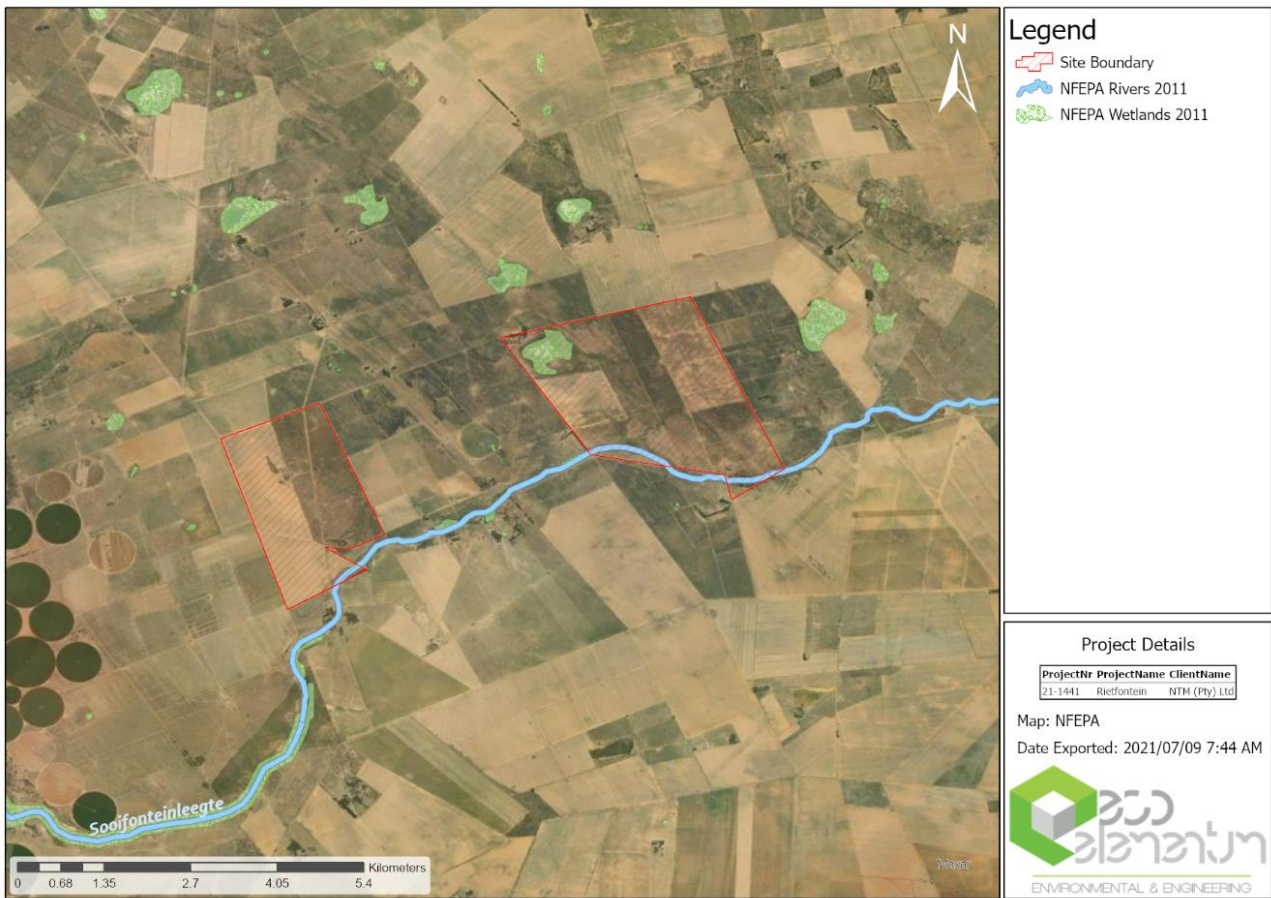 N
Sooifonteinleegte
Kilometers
0 0.68 1.35 2.7 4.05 5.4
Maxar
Legend
Site Boundary
NFEPA Rivers 2011
NFEPA Wetlands 2011
Project Details
ProjectNr ProjectName ClientName
21-1441 Rietfontein NTM (Pty) Ltd
Map: NFEPA
Date Exported: 2021/07/09 7:44 AM
eco
elementum
ENVIRONMENTAL & ENGINEERING